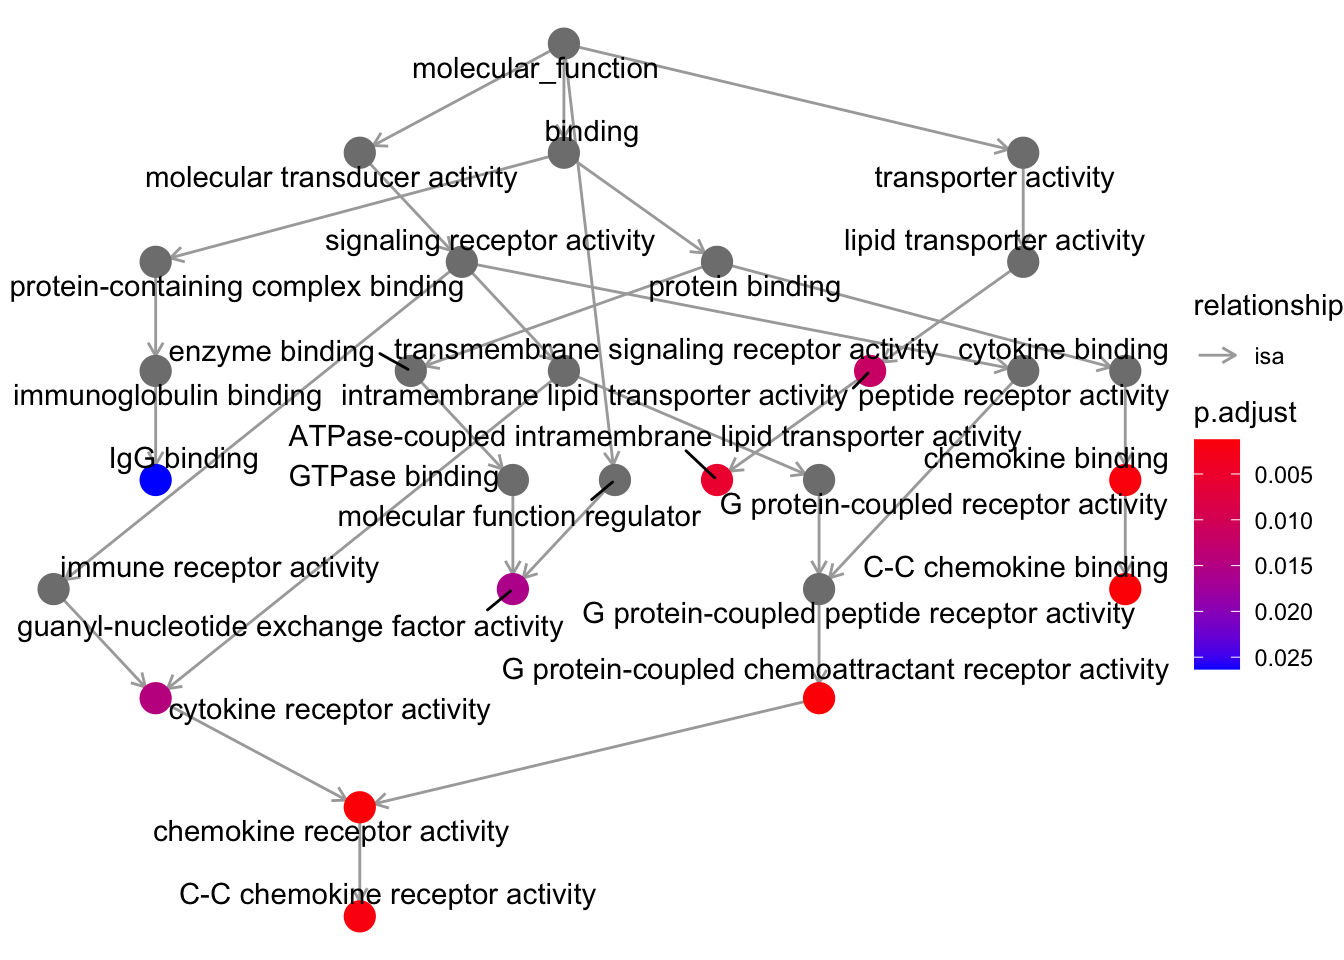 molecular_function
binding
molecular transducer activity
transporter activity
signaling receptor activity
lipid transporter activity
protein-containing complex binding
protein binding
relationship
isa
enzyme binding
transmembrane signaling receptor activity
cytokine binding
immunoglobulin binding
intramembrane lipid transporter activity
peptide receptor activity
p.adjust
0.005
0.010
0.015
0.020
0.025
ATPase-coupled intramembrane lipid transporter activity
IgG binding
GTPase binding
chemokine binding
molecular function regulator
G protein-coupled receptor activity
immune receptor activity
C-C chemokine binding
guanyl-nucleotide exchange factor activity
G protein-coupled peptide receptor activity
G protein-coupled chemoattractant receptor activity
cytokine receptor activity
chemokine receptor activity
C-C chemokine receptor activity